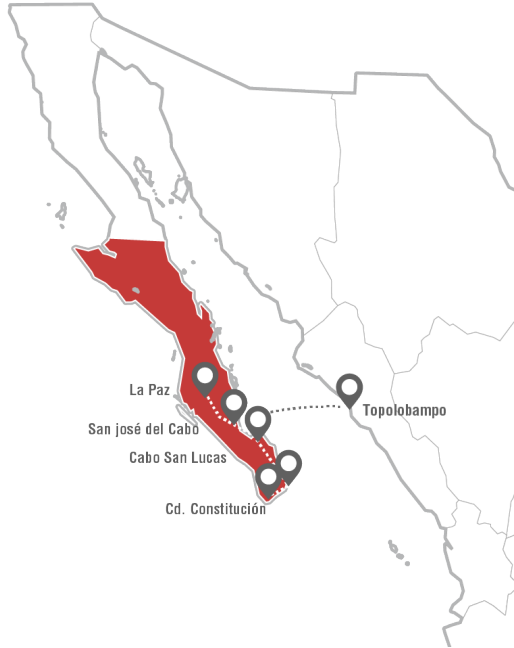 La Paz
San josé del Cabo
Cabo San Lucas
Cd. Constitución
Topolobampo